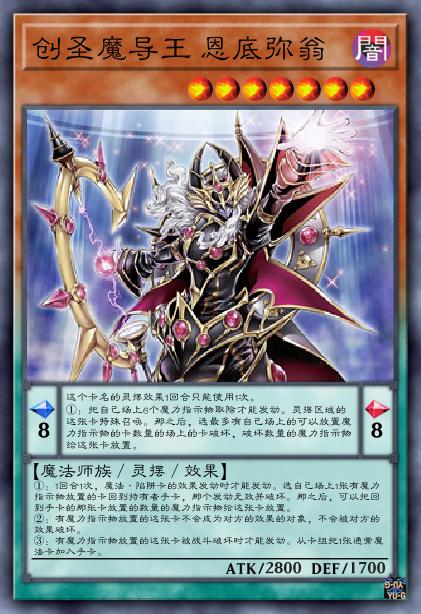 创圣魔导王 恩底弥翁
闇
这个卡名的灵摆效果1回合只能使用1次。
①:把自己场上6个魔力指示物取除才能发动。灵摆区域的
这张卡特殊召唤。那之后,选最多有自己场上的可以放置魔
力指示物的卡数量的场上的卡破坏,破坏数量的魔力指示物
给这张卡放置。
8
8
【魔法师族/灵摆/效果】
①:1回合1次,魔法·陷阱卡的效果发动时才能发动。选自己场上1张有魔力
指示物放置的卡回到持有者手卡,那个发动无效并破坏。那之后,可以把回
到手卡的那张卡放置的数量的魔力指示物给这张卡放置。
②:有魔力指示物放置的这张卡不会成为对方的效果的对象,不会被对方的
效果破坏。
③:有魔力指示物放置的这张卡被战斗破坏时才能发动。从卡组把1张通常魔
法卡加入手卡。
ATK/2800 DEF/1700